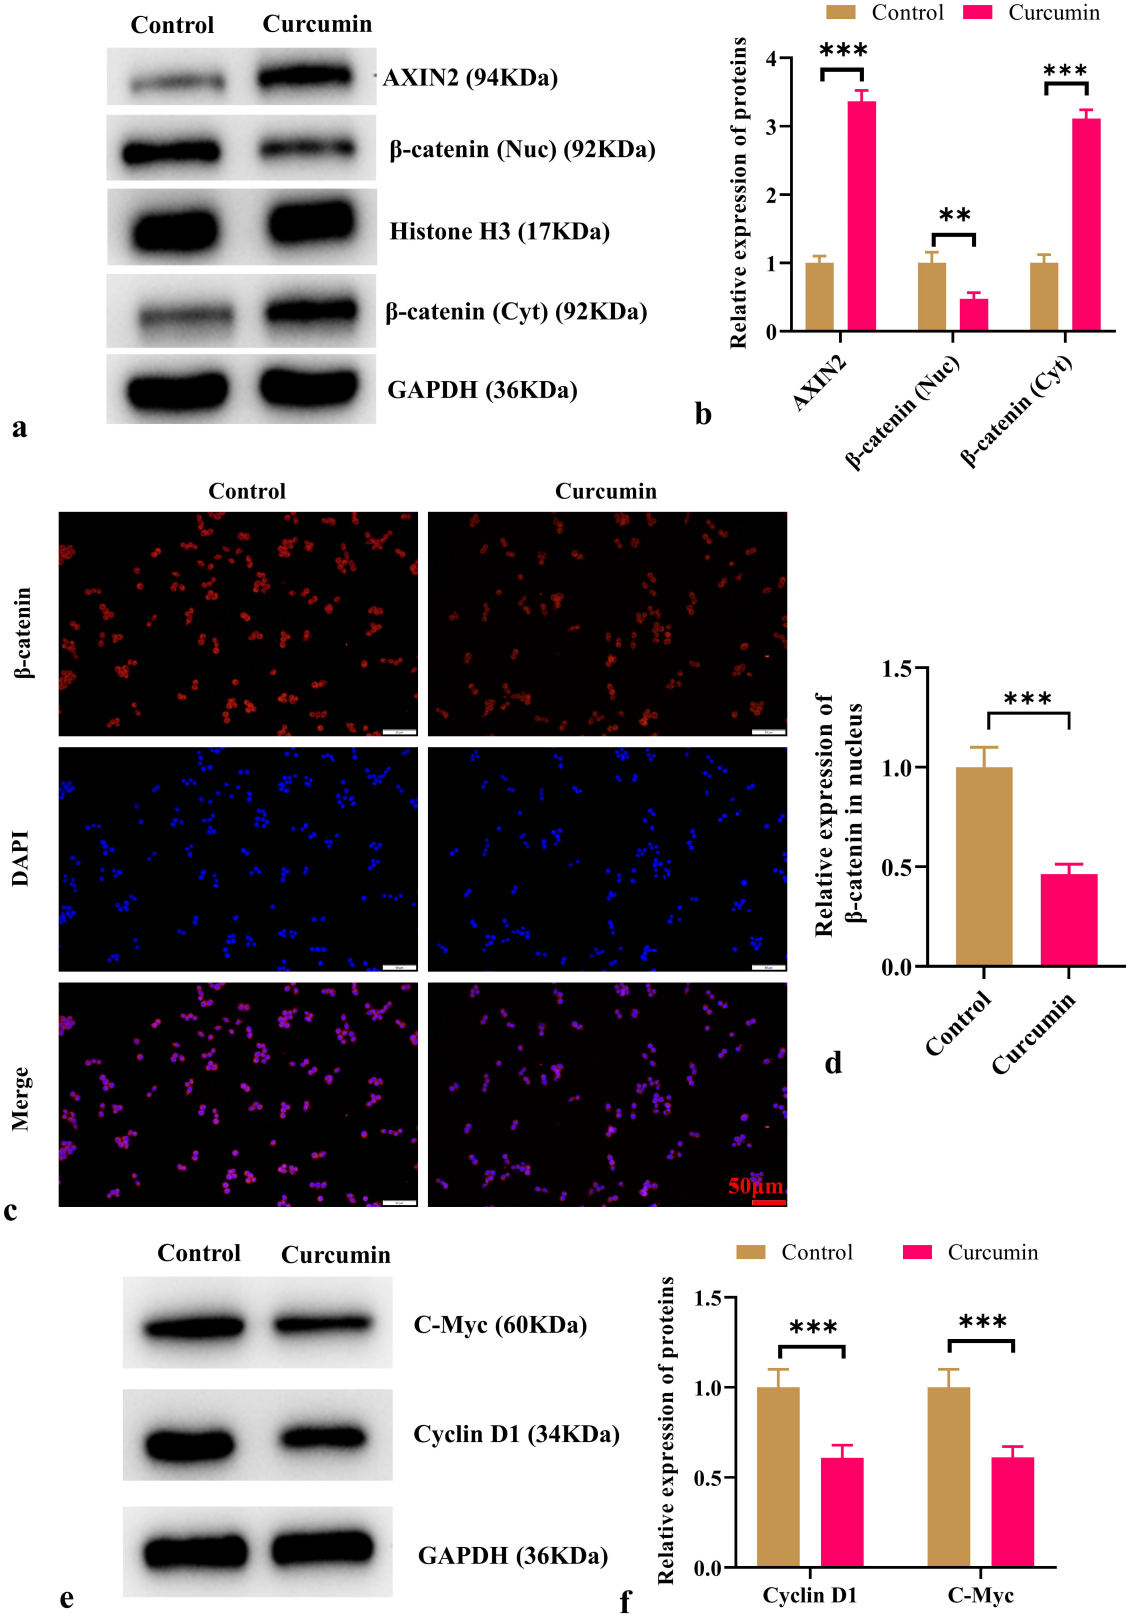 Control Curcumin
AXIN2 (94KDa)
β-catenin (Nuc) (92KDa)
Histone H3 (17KDa)
β-catenin (Cyt) (92KDa)
GAPDH (36KDa)
a
Control Curcumin
Relative expression of proteins
4
3
2
1
0
***
**
***
AXIN2
β-catenin (Nuc)
β-catenin (Cyt)
b
Control Curcumin
β-catenin
DAPI
Merge
50μm
c
Relative expression of
β-catenin in nucleus
1.5
1.0
0.5
0.0
***
Control
Curcumin
d
Control Curcumin
C-Myc (60KDa)
Cyclin D1 (34KDa)
GAPDH (36KDa)
e
Control Curcumin
Relative expression of proteins
1.5
1.0
0.5
0.0
***
***
Cyclin D1 C-Myc
f